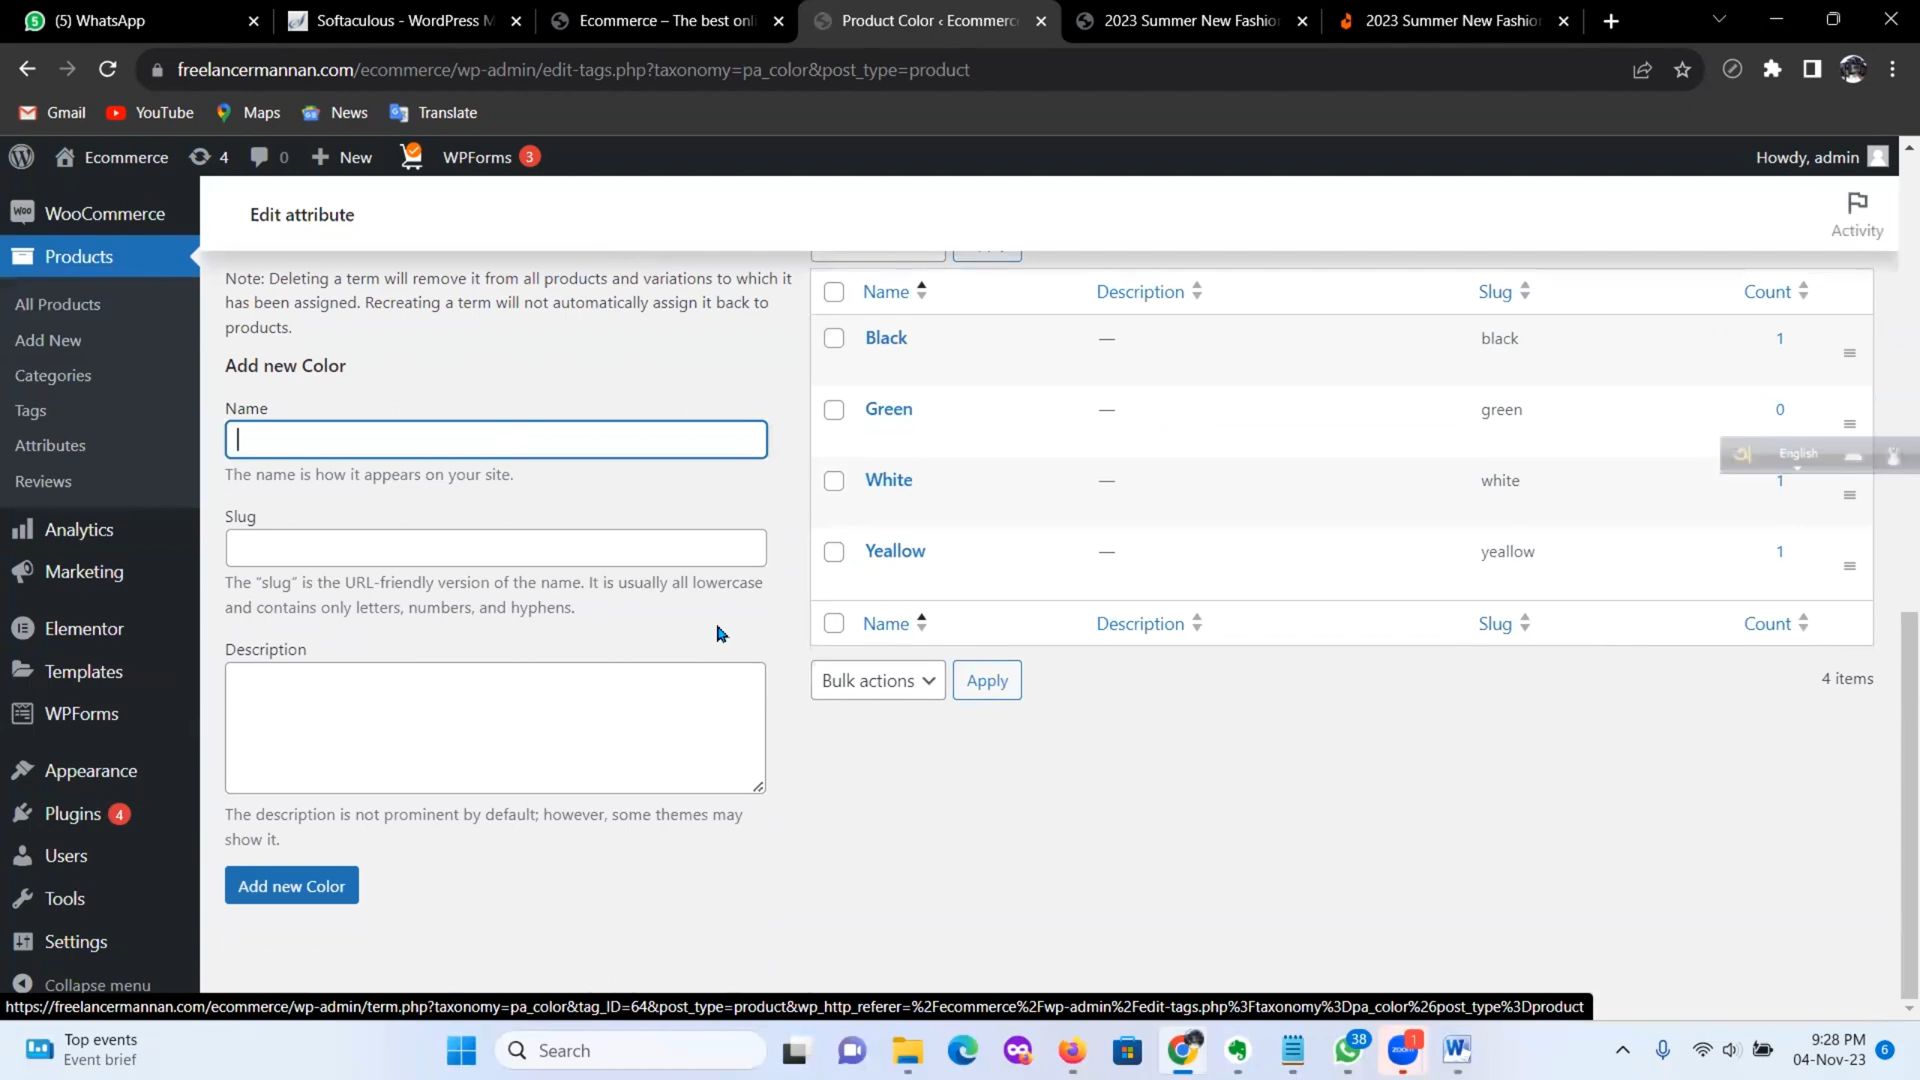 (5) WhatsApp
Softaculous - WordPress M
Ecommerce – The best onl
Product Color ‹ Ecommerc
2023 Summer New Fashio
2023 Summer New Fashio
freelancermannan.com/ecommerce/wp-admin/edit-tags.php?taxonomy=pa_color&post_type=product
Gmail YouTube Maps News Translate
Ecommerce 4 0 New WPForms 3 Howdy, admin
WooCommerce
Products
All Products
Add New
Categories
Tags
Attributes
Reviews
Analytics
Marketing
Elementor
Templates
WPForms
Appearance
Plugins 4
Users
Tools
Settings
Collapse menu
Edit attribute
Activity
Note: Deleting a term will remove it from all products and variations to which it
has been assigned. Recreating a term will not automatically assign it back to
products.
Add new Color
Name
The name is how it appears on your site.
Slug
The “slug” is the URL-friendly version of the name. It is usually all lowercase
and contains only letters, numbers, and hyphens.
Description
The description is not prominent by default; however, some themes may
show it.
Add new Color
Name Description Slug Count
Black — black 1
Green — green 0
English
White — white 1
Yeallow — yeallow 1
Name Description Slug Count
Bulk actions Apply 4 items
https://freelancermannan.com/ecommerce/wp-admin/term.php?taxonomy=pa_color&tag_ID=64&post_type=product&wp_http_referer=%2Fecommerce%2Fwp-admin%2Fedit-tags.php%3Ftaxonomy%3Dpa_color%26post_type%3Dproduct
Top events
Event brief
Search
38
zoom 1
9:28 PM
04-Nov-23
6